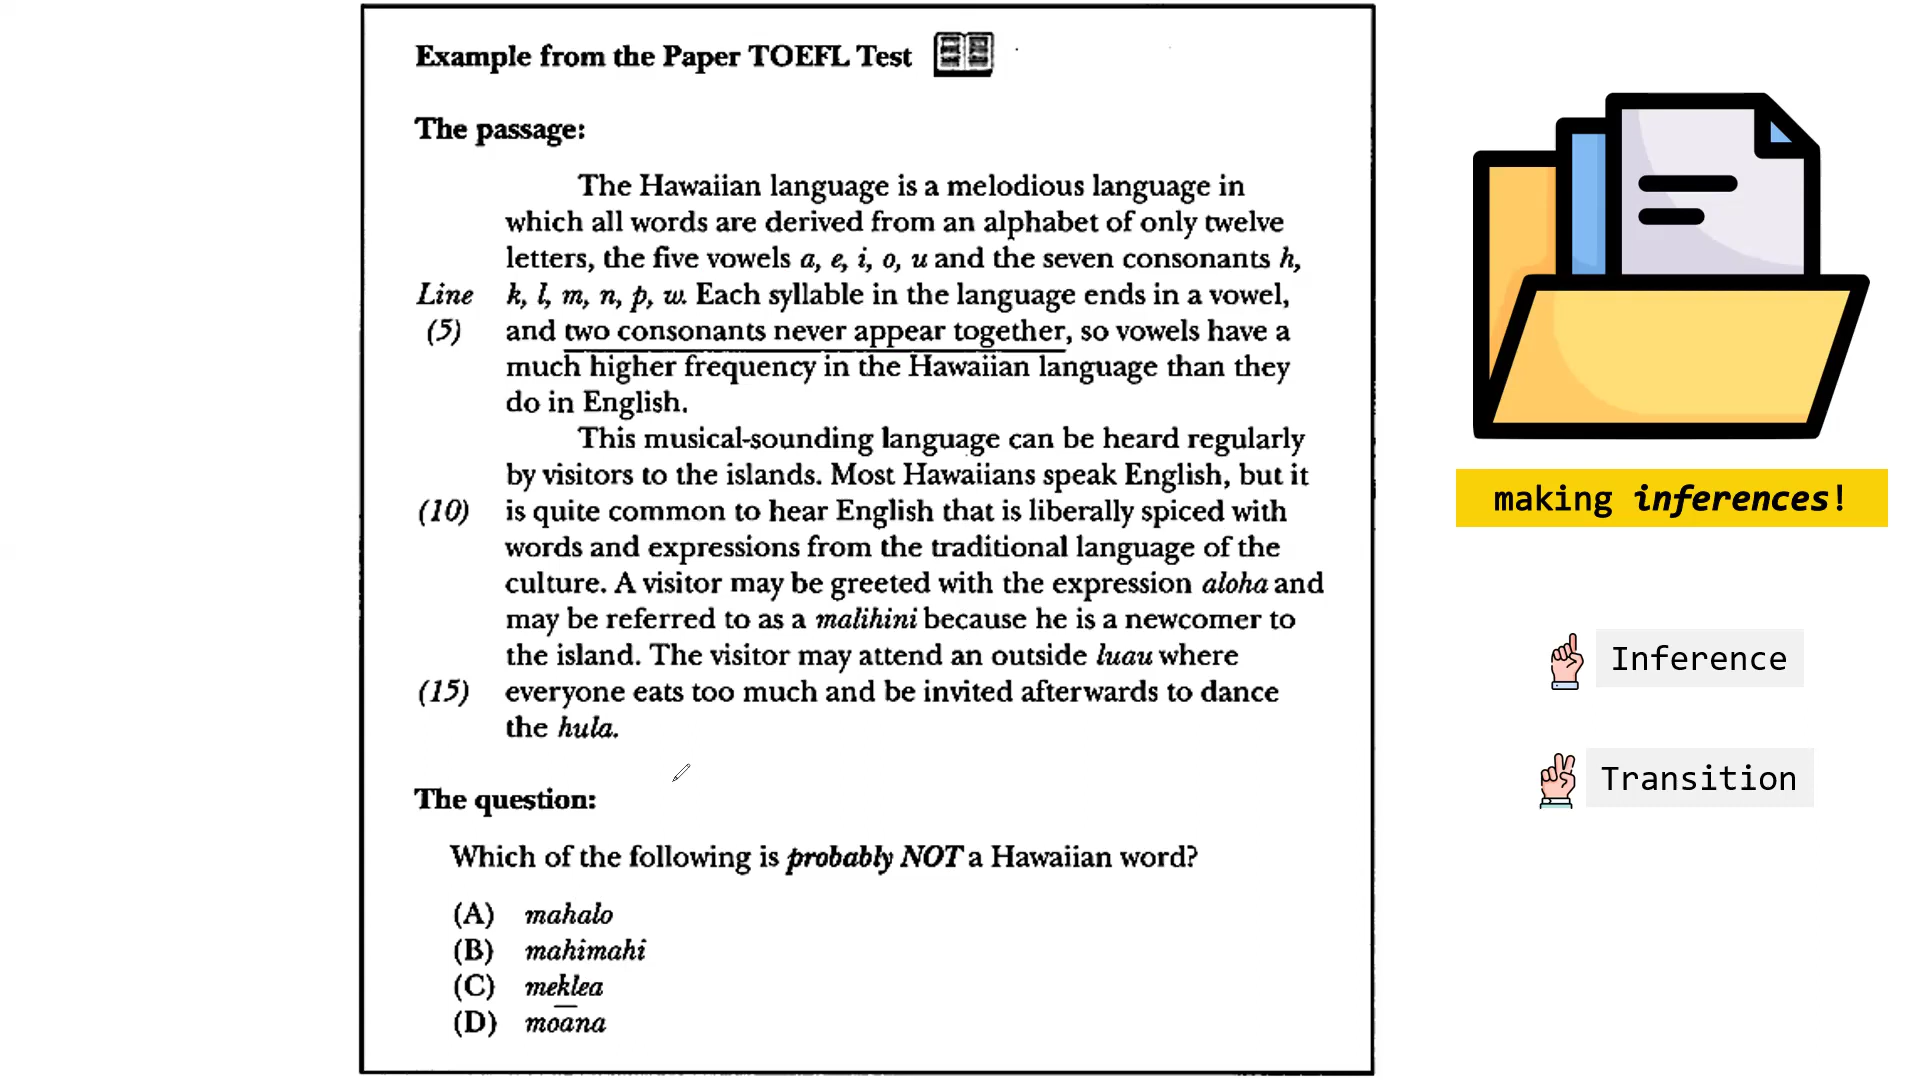 Example from the Paper TOEFL Test
The passage:
The Hawaiian language is a melodious language in
which all words are derived from an alphabet of only twelve
letters, the five vowels a, e, i, o, u and the seven consonants h,
Line k, l, m, n, p, w. Each syllable in the language ends in a vowel,
(5) and two consonants never appear together, so vowels have a
much higher frequency in the Hawaiian language than they
do in English.
This musical-sounding language can be heard regularly
by visitors to the islands. Most Hawaiians speak English, but it
(10) is quite common to hear English that is liberally spiced with
words and expressions from the traditional language of the
culture. A visitor may be greeted with the expression aloha and
may be referred to as a malihini because he is a newcomer to
the island. The visitor may attend an outside luau where
(15) everyone eats too much and be invited afterwards to dance
the hula.
The question:
Which of the following is probably NOT a Hawaiian word?
(A) mahalo
(B) mahimahi
(C) meklea
(D) moana
making inferences!
Inference
Transition